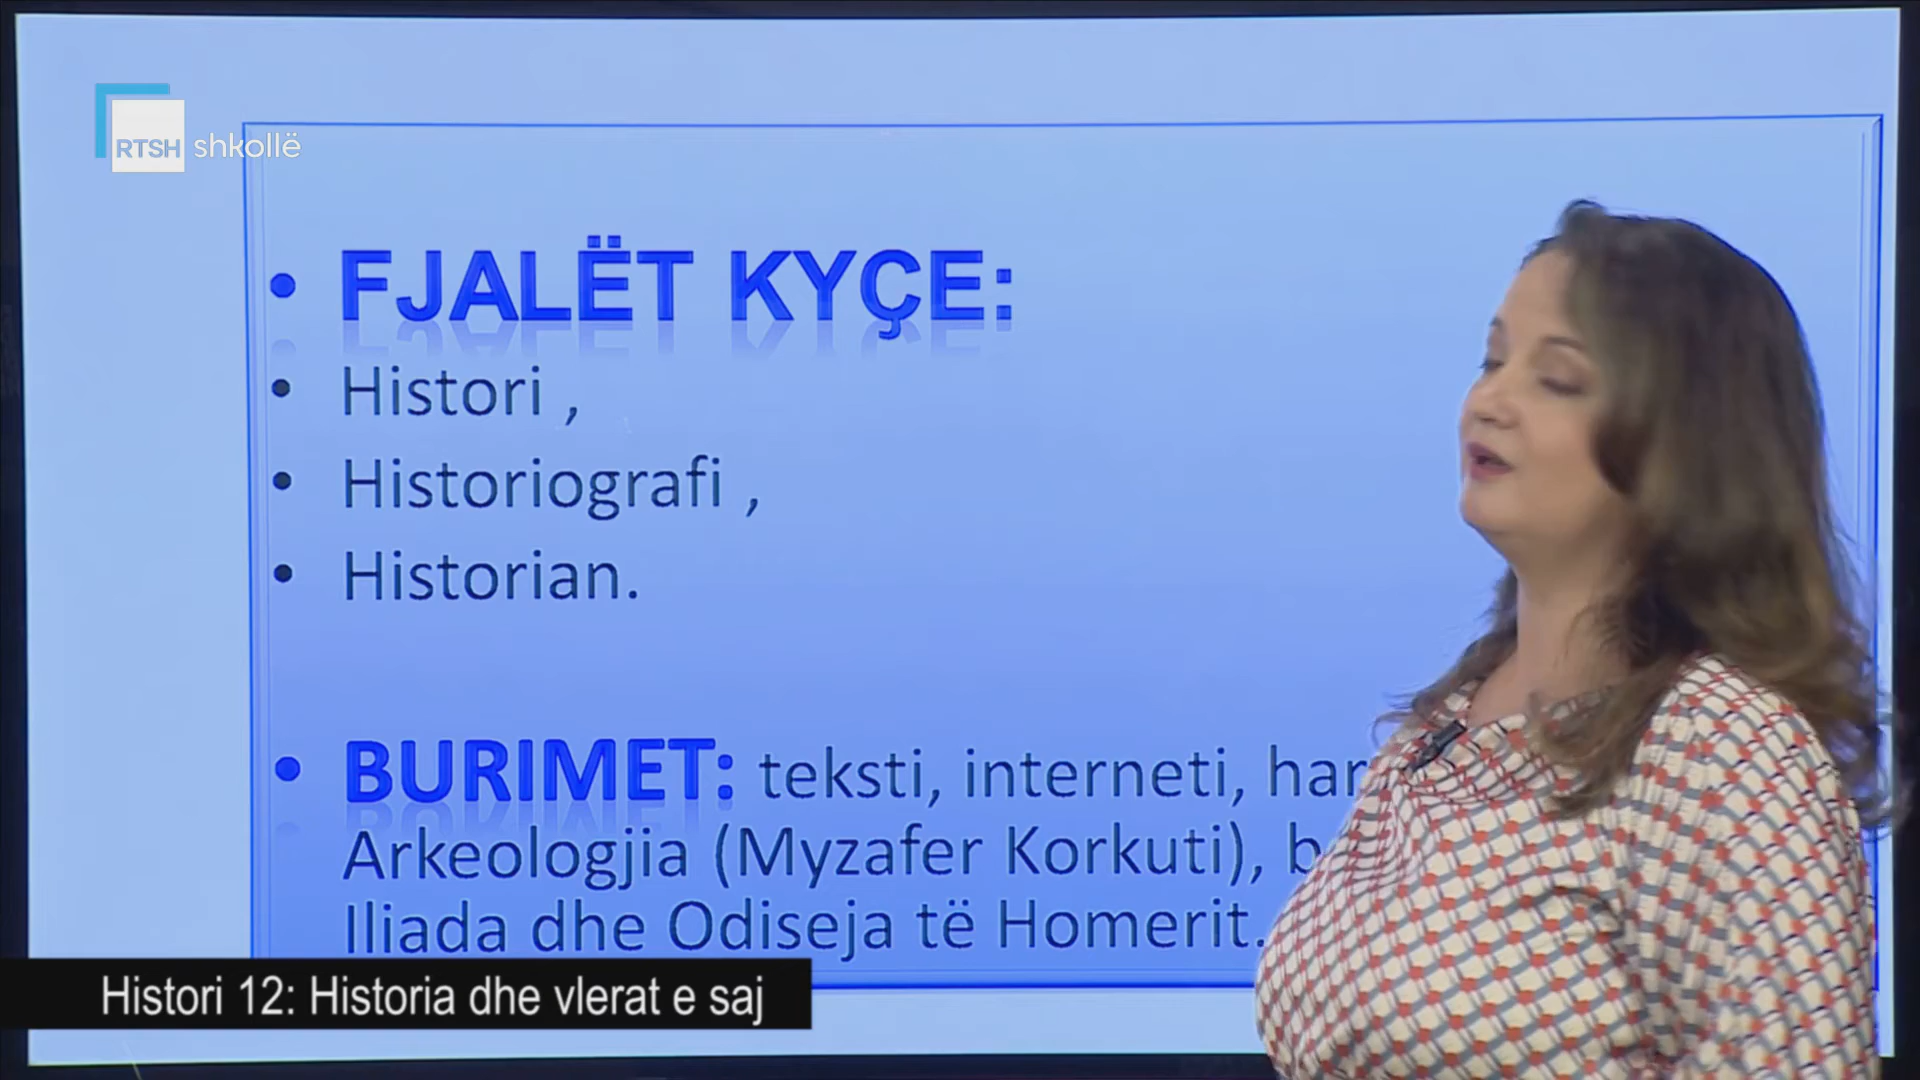 RTSH shkollë
• FJALËT KYÇE:
• Histori ,
• Historiografi ,
• Historian.
• BURIMET: teksti, interneti,
Arkeologjia (Myzafer Korkuti),
Iliada dhe Odiseja të Homerit.
Histori 12: Historia dhe vlerat e saj